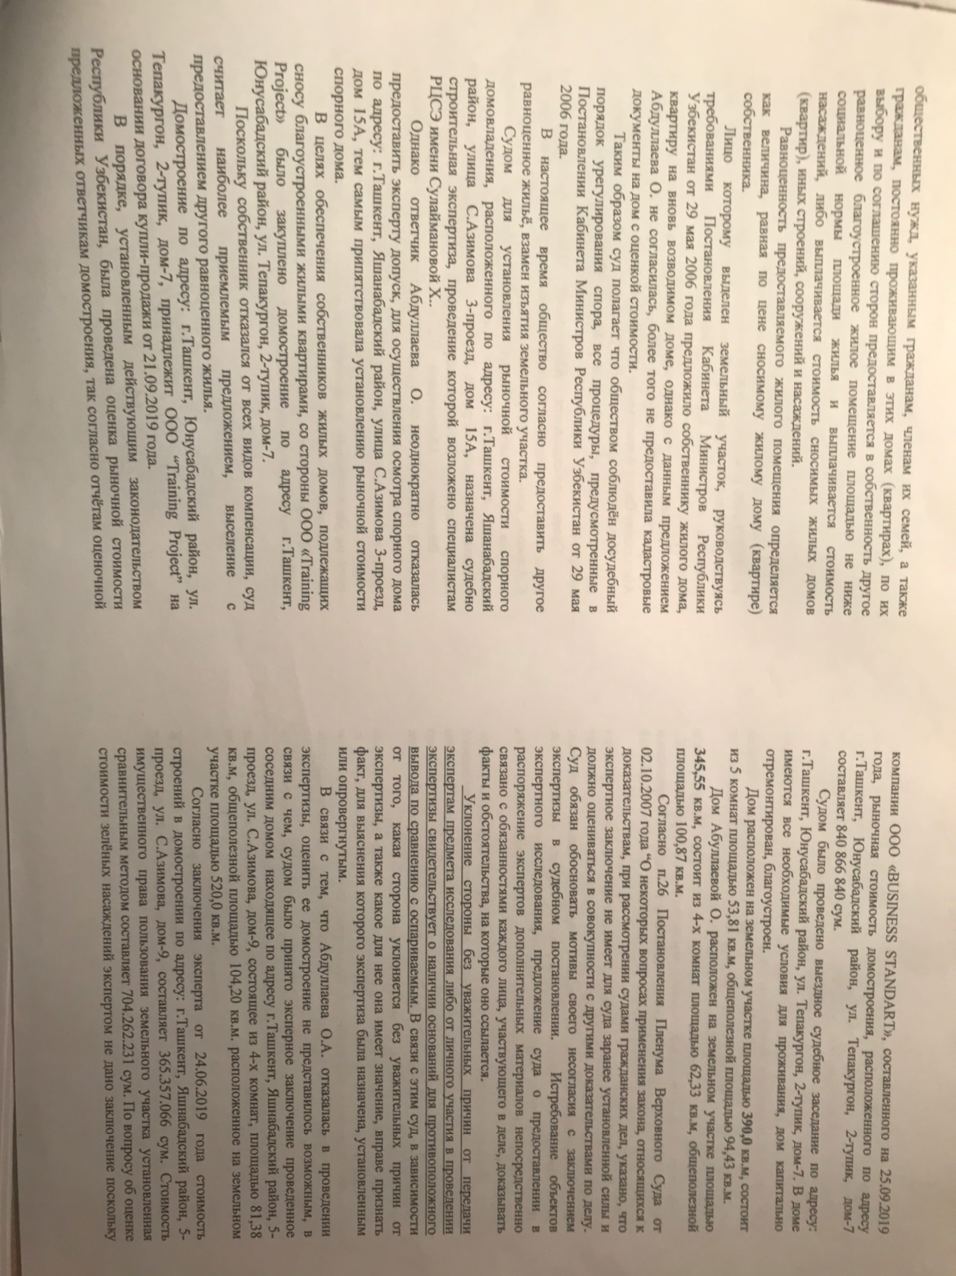 общественных нужд, указанным гражданам, членам их семей, а также
гражданам, постоянно проживающим в этих домах (квартирах), по их
выбору и по соглашению сторон предоставляется в собственность другое
равноценное благоустроенное жилое помещение площадью не ниже
социальной нормы площади жилья и выплачивается стоимость
насаждений, либо выплачивается стоимость сносимых жилых домов
(квартир), иных строений, сооружений и насаждений.
Равноценность предоставляемого жилого помещения определяется
как величина, равная по цене сносимому жилому дому (квартире)
собственника.
Лицо которому выделен земельный участок, руководствуясь
требованиями Постановления Кабинета Министров Республики
Узбекистан от 29 мая 2006 года предложило собственнику жилого дома,
квартиру на вновь возводимом доме, однако с данным предложением
Абдуллаева О. не согласилась, более того не предоставила кадастровые
документы на дом с оценкой стоимости.
Таким образом суд полагает что обществом соблюдён досудебный
порядок урегулирования спора, все процедуры, предусмотренные в
Постановлении Кабинета Министров Республики Узбекистан от 29 мая
2006 года.
В настоящее время общество согласно предоставить другое
равноценное жильё, взамен изъятия земельного участка.
Судом для установления рыночной стоимости спорного
домовладения, расположенного по адресу: г.Ташкент, Яшанабадский
район, улица С.Азимова 3-проезд, дом 15А, назначена судебно
строительная экспертиза, проведение которой возложено специалистам
РЦСЭ имени Сулаймановой Х..
Однако ответчик Абдуллаева О. неоднократно отказалась
предоставить эксперту допуск, для осуществления осмотра спорного дома
по адресу: г.Ташкент, Яшанабадский район, улица С.Азимова 3-проезд,
дом 15А, тем самым припятствовала установлению рыночной стоимости
спорного дома.
В целях обеспечения собственников жилых домов, подлежащих
сносу благоустроенными жилыми квартирами, со стороны ООО «Training
Project» было закуплено домостроение по адресу г.Ташкент,
Юнусабадский район, ул. Тепакургон, 2-тупик, дом-7.
Поскольку собственник отказался от всех видов компенсации, суд
считает наиболее приемлемым предложением, выселение с
предоставлением другого равноценного жилья.
Домостроение по адресу: г.Ташкент, Юнусабадский район, ул.
Тепакургон, 2-тупик, дом-7, принадлежит ООО “Training Project” на
основании договора купли-продажи от 21.09.2019 года.
В порядке, установленным действующим законодательством
Республики Узбекистан, была проведена оценка рыночной стоимости
предложенных ответчикам домостроения, так согласно отчётам оценочной
компании ООО «BUSINESS STANDART», составленного на 25.09.2019
года, рыночная стоимость домостроения, расположенного по адресу
г.Ташкент, Юнусабадский район, ул. Тепакургон, 2-тупик, дом-7
составляет 840 866 840 сум.
Судом было проведено выездное судебное заседание по адресу:
г.Ташкент, Юнусабадский район, ул. Тепакургон, 2-тупик, дом-7. В доме
имеются все необходимые условия для проживания, дом капитально
отремонтирован, благоустроен.
Дом расположен на земельном участке площадью 390,0 кв.м, состоит
из 5 комнат площадью 53,81 кв.м, общеполезной площадью 94,43 кв.м.
Дом Абуллаевой О. расположен на земельном участке площадью
345,55 кв.м, состоит из 4-х комнат площадью 62,33 кв.м, общеполезной
площадью 100,87 кв.м.
Согласно п.26 Постановления Пленума Верховного Суда от
02.10.2007 года “О некоторых вопросах применения закона, относящихся к
доказательствам, при рассмотрении судами гражданских дел, указано, что
экспертное заключение не имеет для суда заранее установленной силы и
должно оцениваться в совокупности с другими доказательствами по делу.
Суд обязан обосновать мотивы своего несогласия с заключением
экспертизы в судебном постановлении. Истребование объектов
экспертного исследования, предложение суда о предоставлении в
распоряжение экспертов дополнительных материалов непосредственно
связано с обязанностями каждого лица, участвующего в деле, доказывать
факты и обстоятельства, на которые оно ссылается.
Уклонение стороны без уважительных причин от передачи
экспертам предмета исследования либо от личного участия в проведении
экспертизы свидетельствует о наличии оснований для противоположного
вывода по сравнению с оспариваемым. В связи с этим суд, в зависимости
от того, какая сторона уклоняется без уважительных причин от
экспертизы, а также какое для нее она имеет значение, вправе признать
факт, для выяснения которого экспертиза была назначена, установленным
или опровергнутым.
В связи с тем, что Абдуллаева О.А. отказалась в проведении
экспертизы, оценить ее домостроение не представилось возможным, в
связи с чем, судом было принято экспертное заключение проведенное
соседним домом находящее по адресу г.Ташкент, Яшнабадский район, 5-
проезд, ул. С.Азимова, дом-9, состоящее из 4-х комнат, площадью 81,38
кв.м, общеполезной площадью 104,20 кв.м. расположенное на земельном
участке площадью 520,0 кв.м.
Согласно заключения эксперта от 24.06.2019 года стоимость
строений в домостроении по адресу: г.Ташкент, Яшнабадский район, 5-
проезд, ул. С.Азимова, дом-9, составляет 365.357.066 сум. Стоимость
имущественного права пользования земельного участка установленная
сравнительным методом составляет 704.262.231 сум. По вопросу об оценке
стоимости зелёных насаждений экспертом не дано заключение поскольку